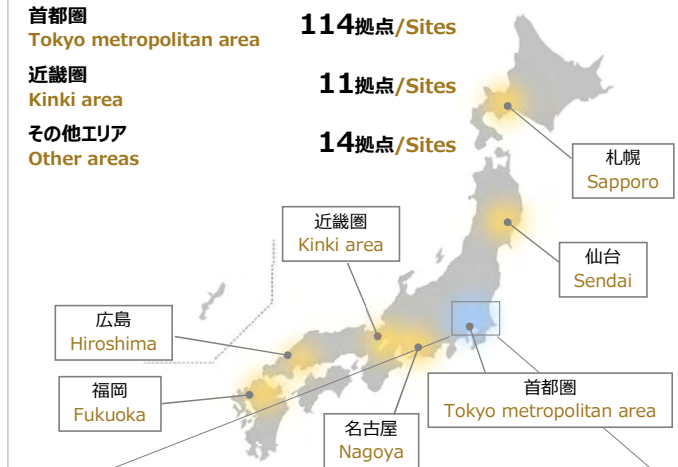 首都圏
Tokyo metropolitan area
114拠点/Sites
近畿圏
Kinki area
11拠点/Sites
その他エリア
Other areas
14拠点/Sites
札幌
Sapporo
近畿圏
Kinki area
仙台
Sendai
広島
Hiroshima
福岡
Fukuoka
首都圏
Tokyo metropolitan area
名古屋
Nagoya